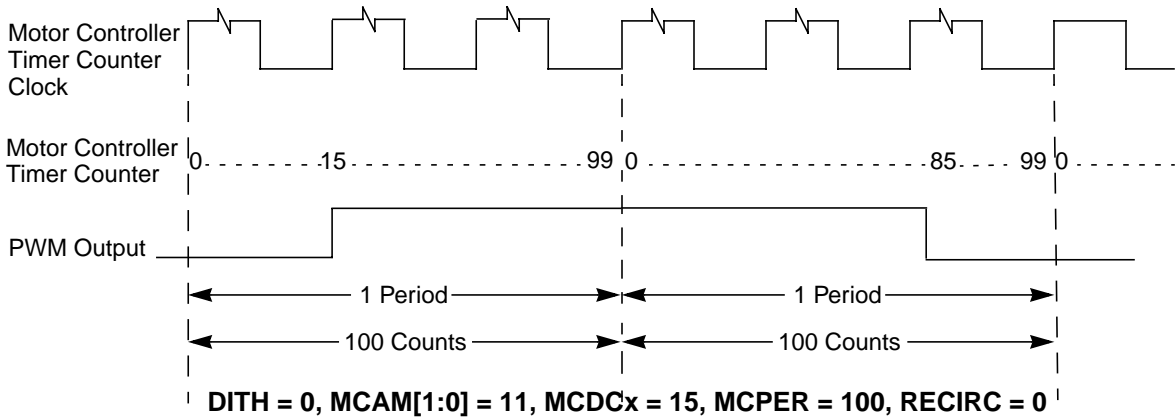 Motor Controller
Timer Counter
Clock
Motor Controller
Timer Counter
0 15 99 0 85 99 0
PWM Output
1 Period 1 Period
100 Counts 100 Counts
DITH = 0, MCAM[1:0] = 11, MCDCx = 15, MCPER = 100, RECIRC = 0